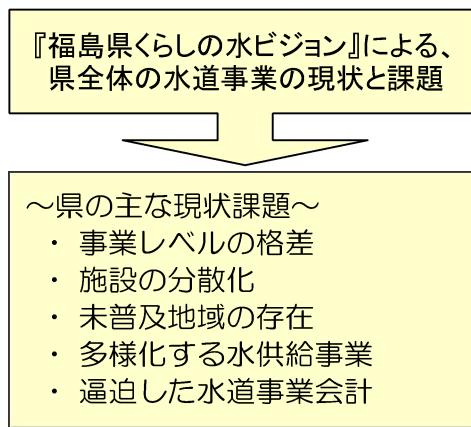 『福島県くらしの水ビジョン』による、
県全体の水道事業の現状と課題
～県の主な現状課題～
・ 事業レベルの格差
・ 施設の分散化
・ 未普及地域の存在
・ 多様化する水供給事業
・ 逼迫した水道事業会計